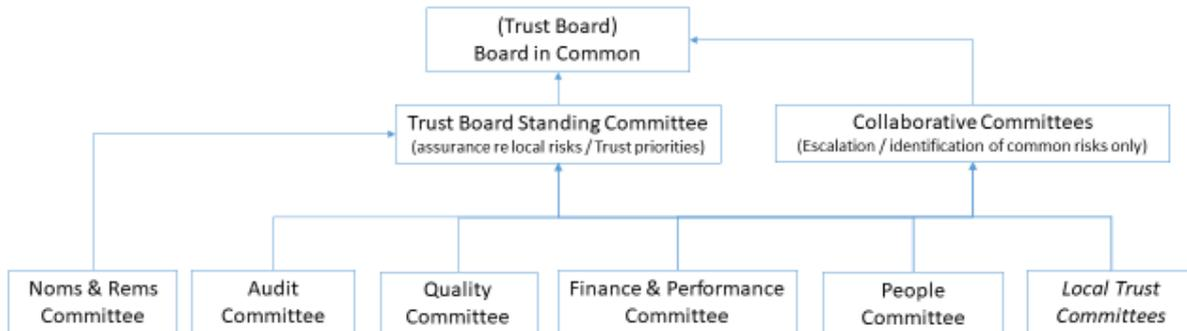 (Trust Board)
Board in Common
Trust Board Standing Committee
(assurance re local risks / Trust priorities)
Collaborative Committees
(Escalation / identification of common risks only)
Noms & Rems
Committee
Audit
Committee
Quality
Committee
Finance & Performance
Committee
People
Committee
Local Trust
Committees